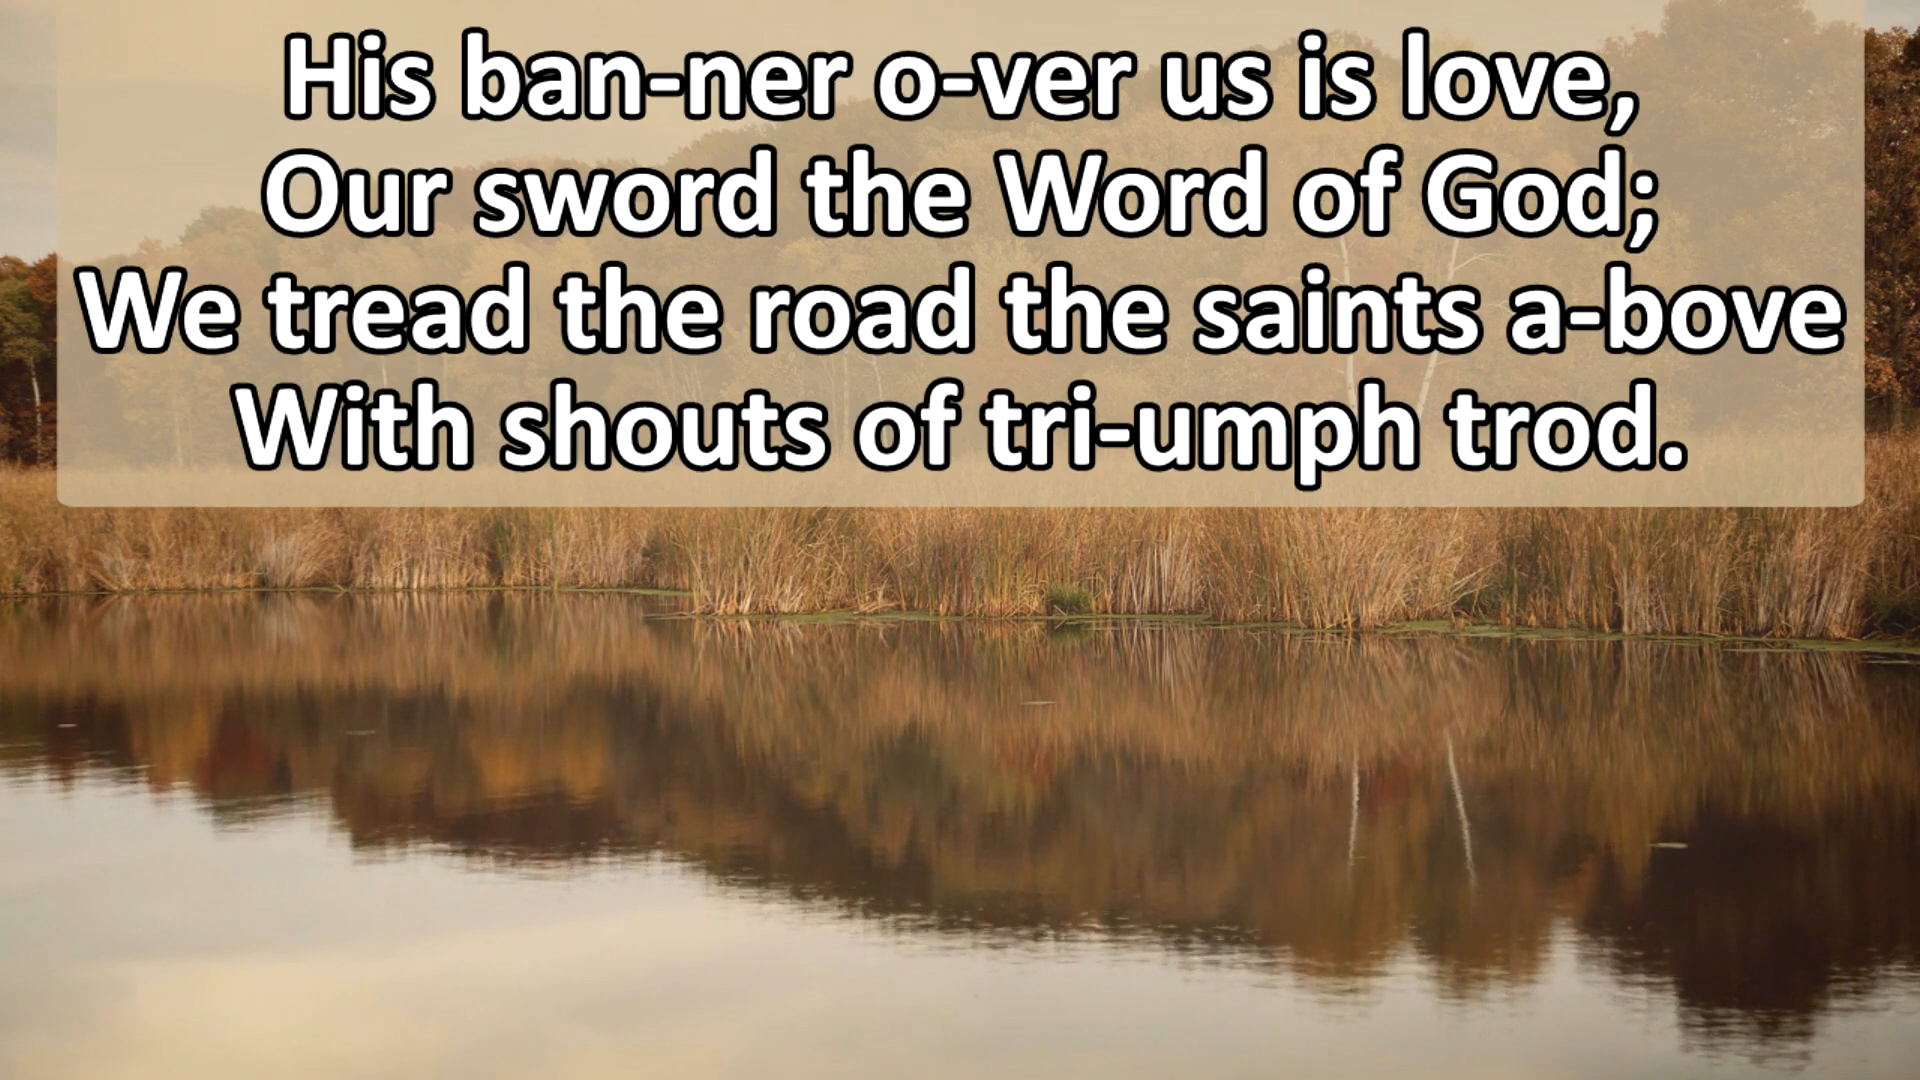 His ban-ner o-ver us is love,
Our sword the Word of God;
We tread the road the saints a-bove
With shouts of tri-umph trod.